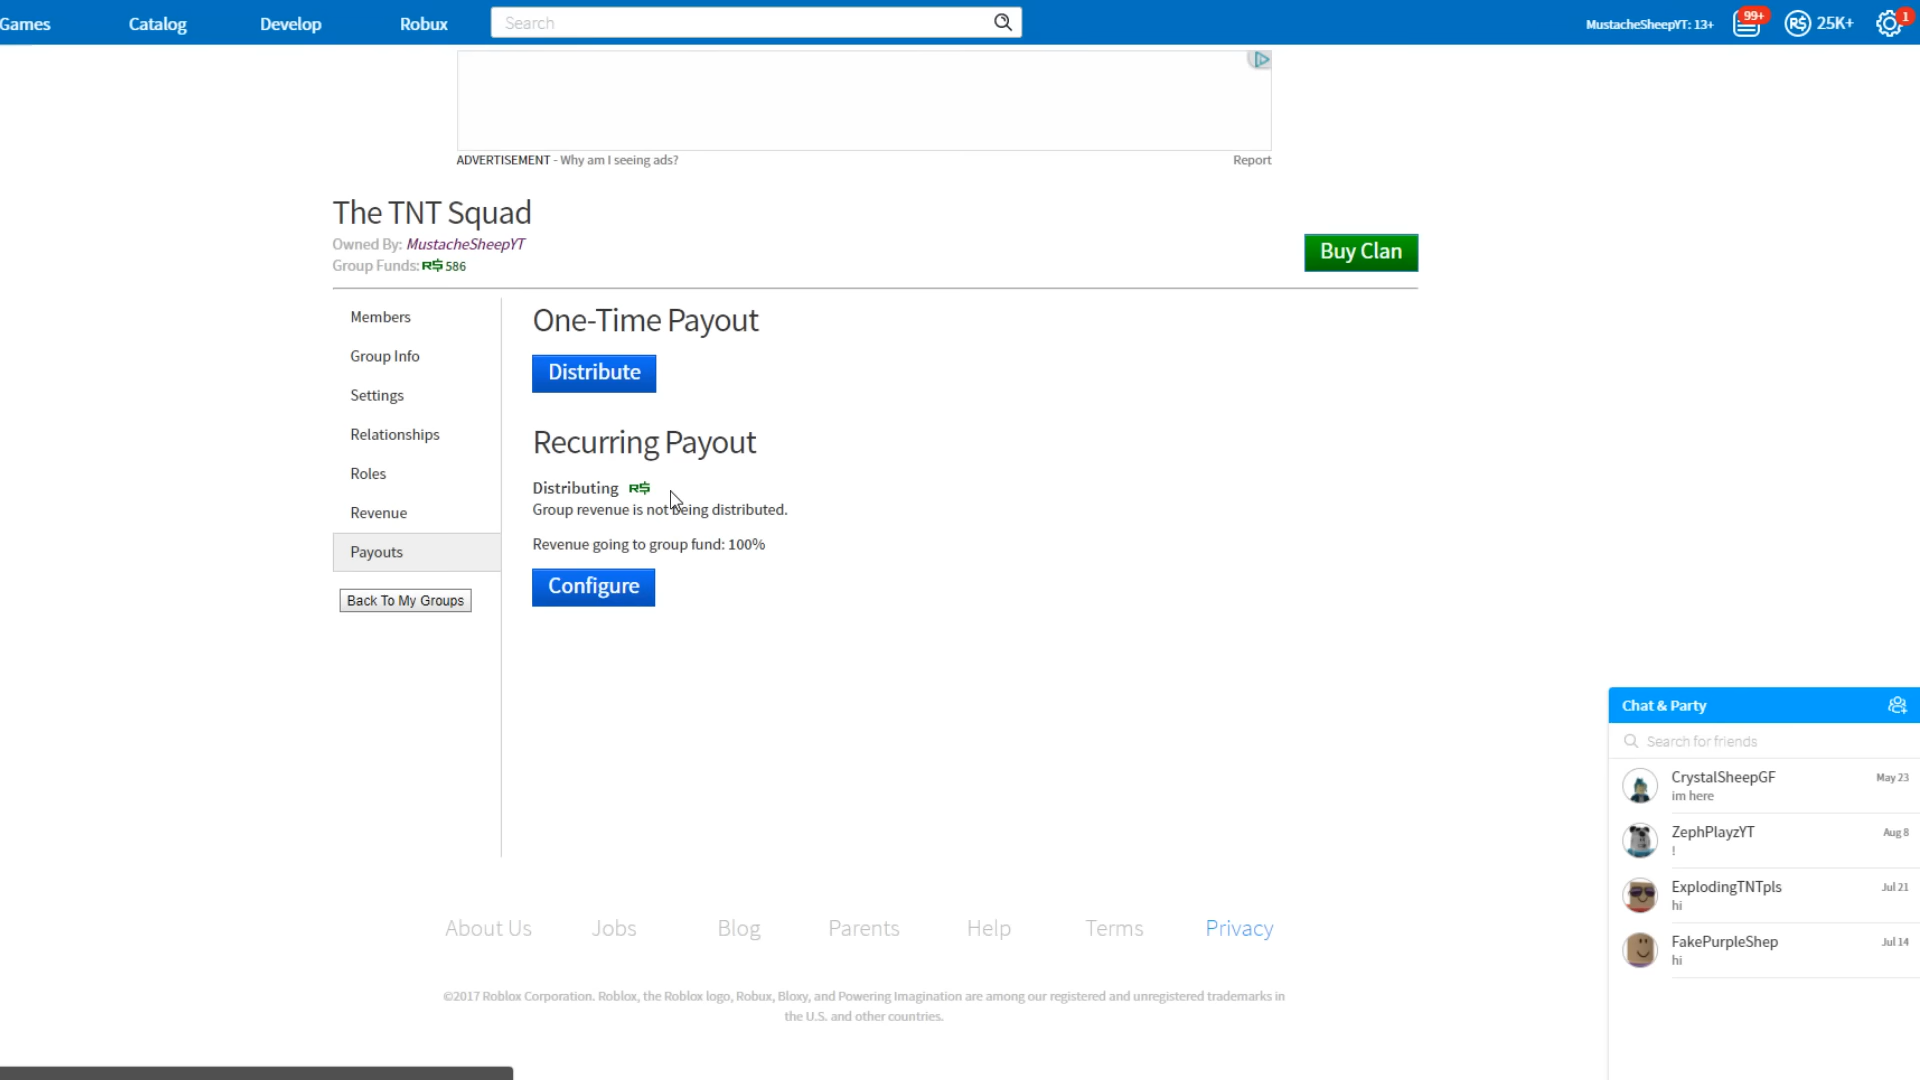 Games Catalog Develop Robux Search MustacheSheepYT: 13+ 99+ R$ 25K+ 1
ADVERTISEMENT - Why am I seeing ads? Report
The TNT Squad
Owned By: MustacheSheepYT
Group Funds: R$ 586
Buy Clan
Members
Group Info
Settings
Relationships
Roles
Revenue
Payouts
Back To My Groups
One-Time Payout
Distribute
Recurring Payout
Distributing R$
Group revenue is not being distributed.
Revenue going to group fund: 100%
Configure
Chat & Party
Search for friends
CrystalSheepGF May 23
im here
ZephPlayzYT Aug 8
!
ExplodingTNTpls Jul 21
hi
FakePurpleShep Jul 14
hi
About Us Jobs Blog Parents Help Terms Privacy
©2017 Roblox Corporation. Roblox, the Roblox logo, Robux, Bloxy, and Powering Imagination are among our registered and unregistered trademarks in
the U.S. and other countries.